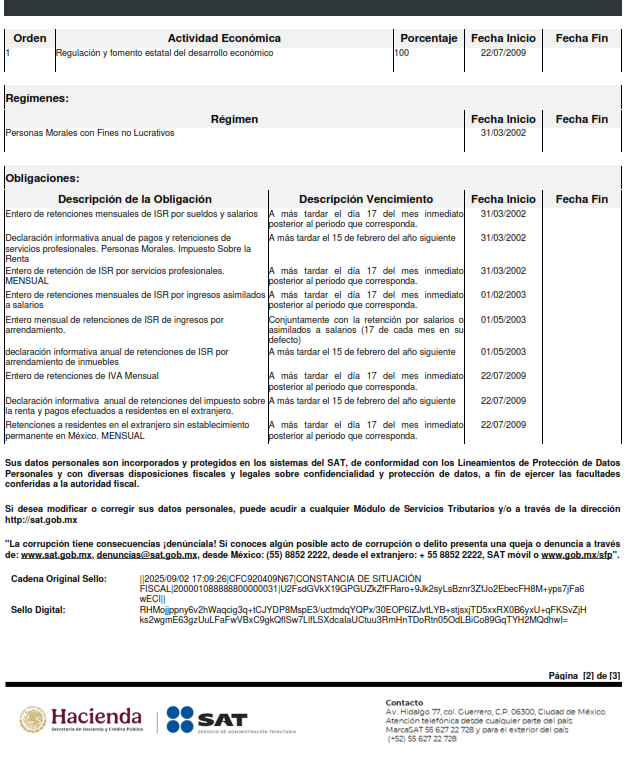 Orden Actividad Económica Porcentaje Fecha Inicio Fecha Fin
1 Regulación y fomento estatal del desarrollo económico 100 22/07/2009
Regímenes:
Régimen Fecha Inicio Fecha Fin
Personas Morales con Fines no Lucrativos 31/03/2002
Obligaciones:
Descripción de la Obligación Descripción Vencimiento Fecha Inicio Fecha Fin
Entero de retenciones mensuales de ISR por sueldos y salarios A más tardar el día 17 del mes inmediato 31/03/2002
posterior al periodo que corresponda.
Declaración informativa anual de pagos y retenciones de A más tardar el 15 de febrero del año siguiente 31/03/2002
servicios profesionales. Personas Morales. Impuesto Sobre la
Renta
Entero de retención de ISR por servicios profesionales. A más tardar el día 17 del mes inmediato 31/03/2002
MENSUAL posterior al periodo que corresponda.
Entero de retenciones mensuales de ISR por ingresos asimilados A más tardar el día 17 del mes inmediato 01/02/2003
a salarios posterior al periodo que corresponda.
Entero mensual de retenciones de ISR de ingresos por Conjuntamente con la retención por salarios o 01/05/2003
arrendamiento. asimilados a salarios (17 de cada mes en su
defecto)
declaración informativa anual de retenciones de ISR por A más tardar el 15 de febrero del año siguiente 01/05/2003
arrendamiento de inmuebles
Entero de retenciones de IVA Mensual A más tardar el día 17 del mes inmediato 22/07/2009
posterior al periodo que corresponda.
Declaración informativa anual de retenciones del impuesto sobre A más tardar el 15 de febrero del año siguiente 22/07/2009
la renta y pagos efectuados a residentes en el extranjero.
Retenciones a residentes en el extranjero sin establecimiento A más tardar el día 17 del mes inmediato 22/07/2009
permanente en México. MENSUAL posterior al periodo que corresponda.
Sus datos personales son incorporados y protegidos en los sistemas del SAT, de conformidad con los Lineamientos de Protección de Datos
Personales y con diversas disposiciones fiscales y legales sobre confidencialidad y protección de datos, a fin de ejercer las facultades
conferidas a la autoridad fiscal.
Si desea modificar o corregir sus datos personales, puede acudir a cualquier Módulo de Servicios Tributarios y/o a través de la dirección
http://sat.gob.mx
"La corrupción tiene consecuencias ¡denúnciala! Si conoces algún posible acto de corrupción o delito presenta una queja o denuncia a través
de: www.sat.gob.mx, denuncias@sat.gob.mx, desde México: (55) 8852 2222, desde el extranjero: + 55 8852 2222, SAT móvil o www.gob.mx/sfp".
Cadena Original Sello: ||2025/09/02 17:09:26|CFC920409N67|CONSTANCIA DE SITUACIÓN
FISCAL|200001088888800000031|U2FsdGVkX19GPGUZkZfFRaro+9Jk2syLsBznr3ZfIJo2EbecFH8M+yps7jFa6
wECI||
Sello Digital: RHMojjppny6v2hWaqcig3q+tCJYDP8MspE3/uctmdqYQPx/30EOP6IZJvtLYB+stjsxjTD5xxRX0B6yxU+qFKSvZjH
ks2wgmE63gzUuLFaFwVBxC9gkQflSw7LlfLSXdcaIaUCtuu3RmHnTDoRtn05OdLBiCo89GqTYH2MQdhwI=
Página [2] de [3]
Hacienda
Secretaría de Hacienda y Crédito Público
SAT
SERVICIO DE ADMINISTRACIÓN TRIBUTARIA
Contacto
Av. Hidalgo 77, col. Guerrero, C.P. 06300, Ciudad de México.
Atención telefónica desde cualquier parte del país:
MarcaSAT 55 627 22 728 y para el exterior del país
(+52) 55 627 22 728